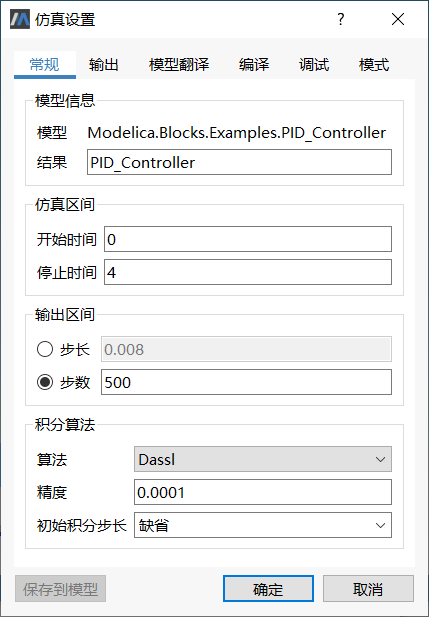 仿真设置
常规 输出 模型翻译 编译 调试 模式
模型信息
模型 Modelica.Blocks.Examples.PID_Controller
结果 PID_Controller
仿真区间
开始时间 0
停止时间 4
输出区间
步长 0.008
步数 500
积分算法
算法 Dassl
精度 0.0001
初始积分步长 缺省
保存到模型 确定 取消